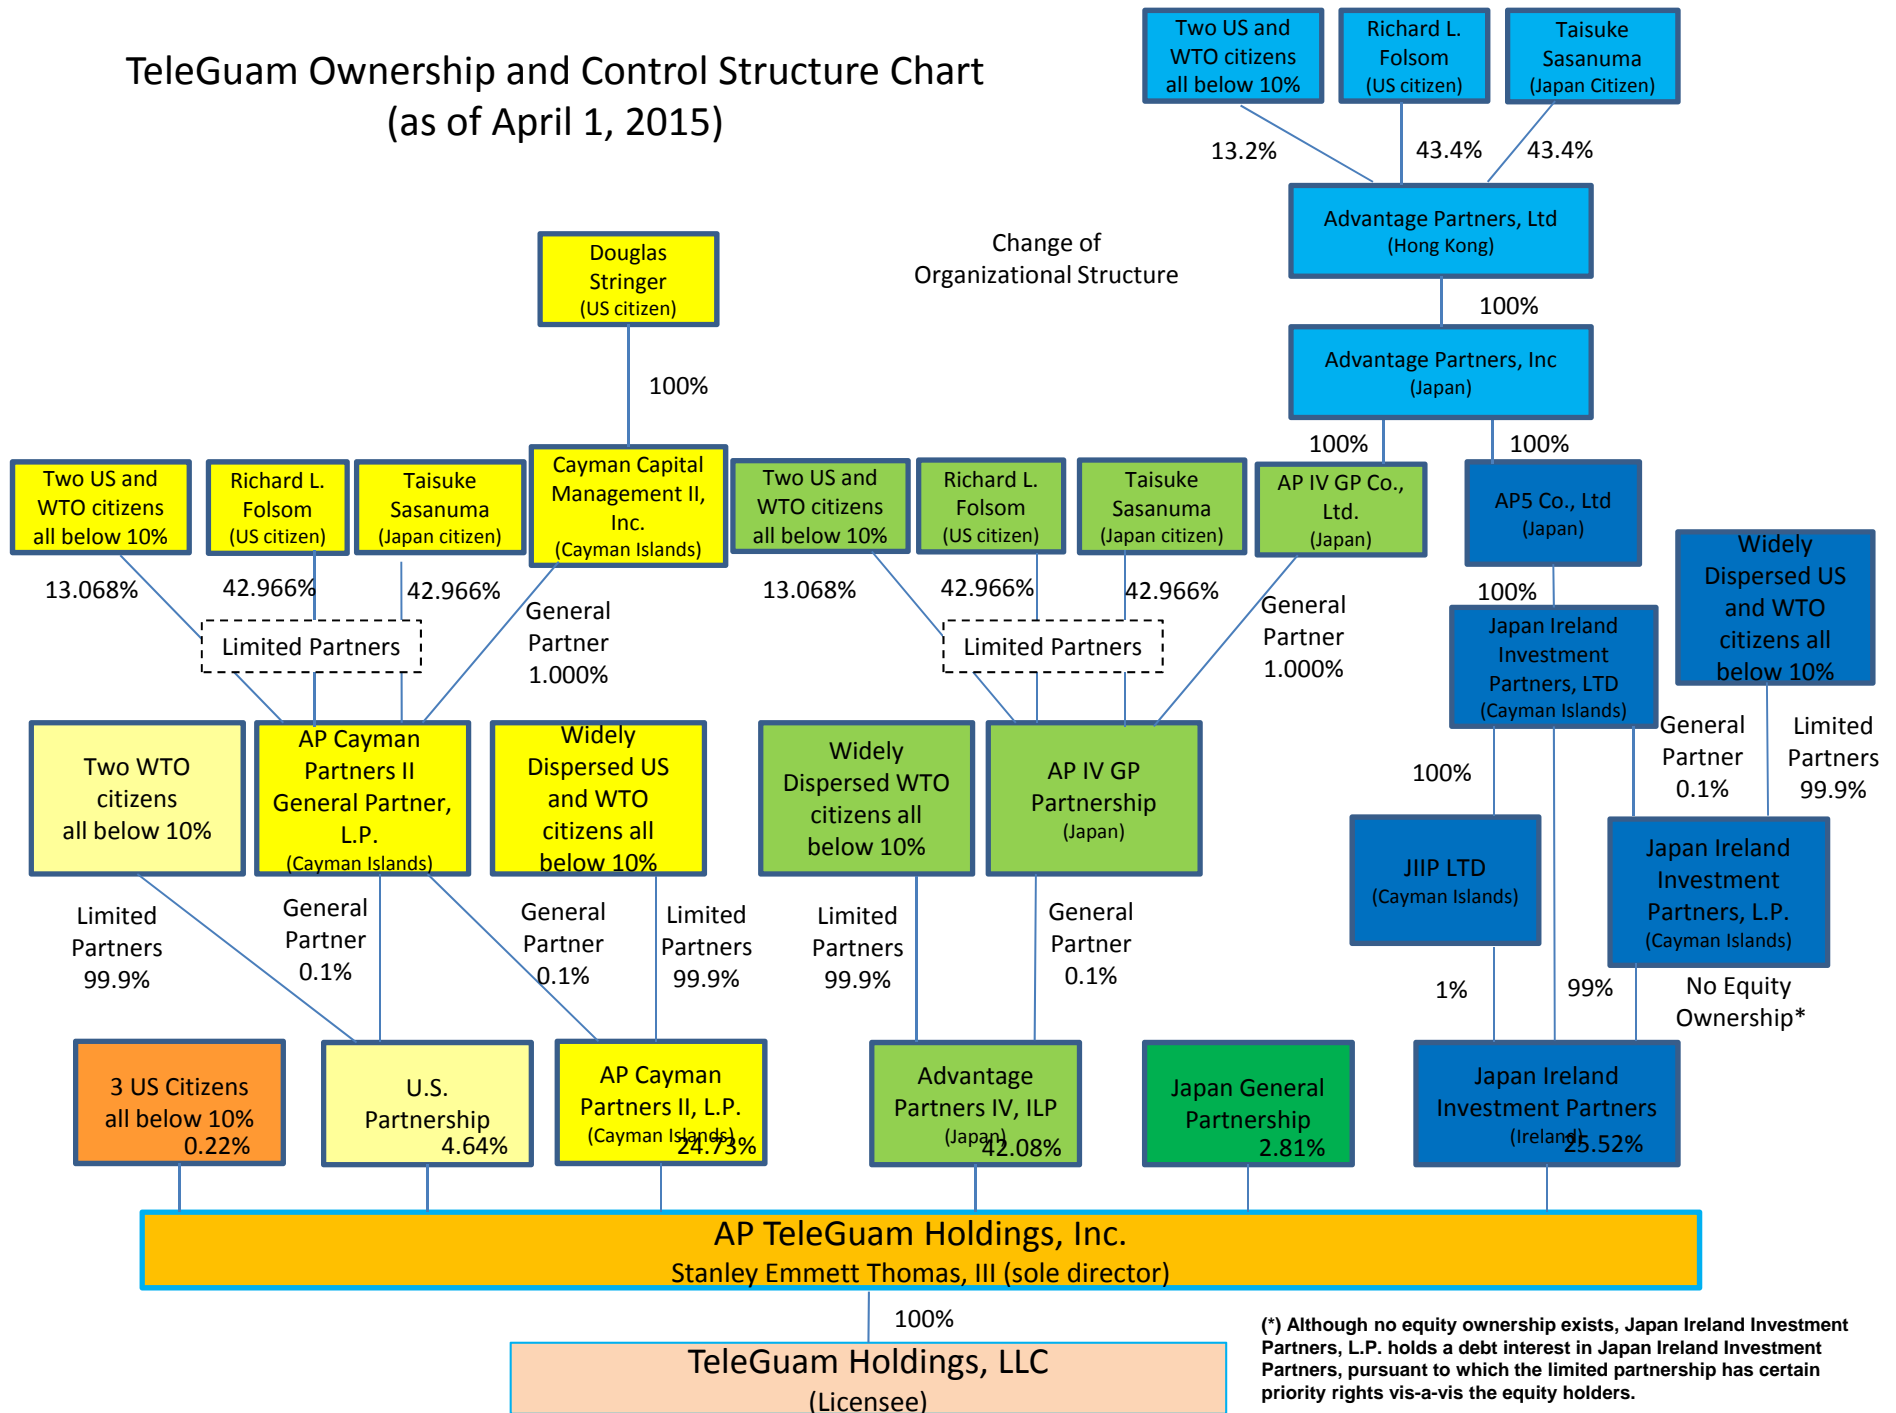 TeleGuam Ownership and Control Structure Chart
(as of April 1, 2015)
Two US and
WTO citizens
all below 10%
Richard L.
Folsom
(US citizen)
Taisuke
Sasanuma
(Japan Citizen)
13.2%
43.4%
43.4%
Advantage Partners, Ltd
(Hong Kong)
Change of
Organizational Structure
100%
Advantage Partners, Inc
(Japan)
100%
100%
Douglas
Stringer
(US citizen)
100%
Two US and
WTO citizens
all below 10%
Richard L.
Folsom
(US citizen)
Taisuke
Sasanuma
(Japan citizen)
Cayman Capital
Management II,
Inc.
(Cayman Islands)
Two US and
WTO citizens
all below 10%
Richard L.
Folsom
(US citizen)
Taisuke
Sasanuma
(Japan citizen)
AP IV GP Co.,
Ltd.
(Japan)
AP5 Co., Ltd
(Japan)
Widely
Dispersed US
and WTO
citizens all
below 10%
13.068%
42.966%
42.966%
General
Partner
1.000%
Limited Partners
13.068%
42.966%
42.966%
General
Partner
1.000%
Limited Partners
100%
Japan Ireland
Investment
Partners, LTD
(Cayman Islands)
General
Partner
0.1%
Limited
Partners
99.9%
100%
Two WTO
citizens
all below 10%
AP Cayman
Partners II
General Partner,
L.P.
(Cayman Islands)
Widely
Dispersed US
and WTO
citizens all
below 10%
Widely
Dispersed WTO
citizens all
below 10%
AP IV GP
Partnership
(Japan)
JIIP LTD
(Cayman Islands)
Japan Ireland
Investment
Partners, L.P.
(Cayman Islands)
Limited
Partners
99.9%
General
Partner
0.1%
General
Partner
0.1%
Limited
Partners
99.9%
Limited
Partners
99.9%
General
Partner
0.1%
1%
99%
No Equity
Ownership*
3 US Citizens
all below 10%
0.22%
U.S.
Partnership
4.64%
AP Cayman
Partners II, L.P.
(Cayman Islands)
24.73%
Advantage
Partners IV, ILP
(Japan)
42.08%
Japan General
Partnership
2.81%
Japan Ireland
Investment Partners
(Ireland)
25.52%
AP TeleGuam Holdings, Inc.
Stanley Emmett Thomas, III (sole director)
100%
TeleGuam Holdings, LLC
(Licensee)
(*) Although no equity ownership exists, Japan Ireland Investment
Partners, L.P. holds a debt interest in Japan Ireland Investment
Partners, pursuant to which the limited partnership has certain
priority rights vis-a-vis the equity holders.